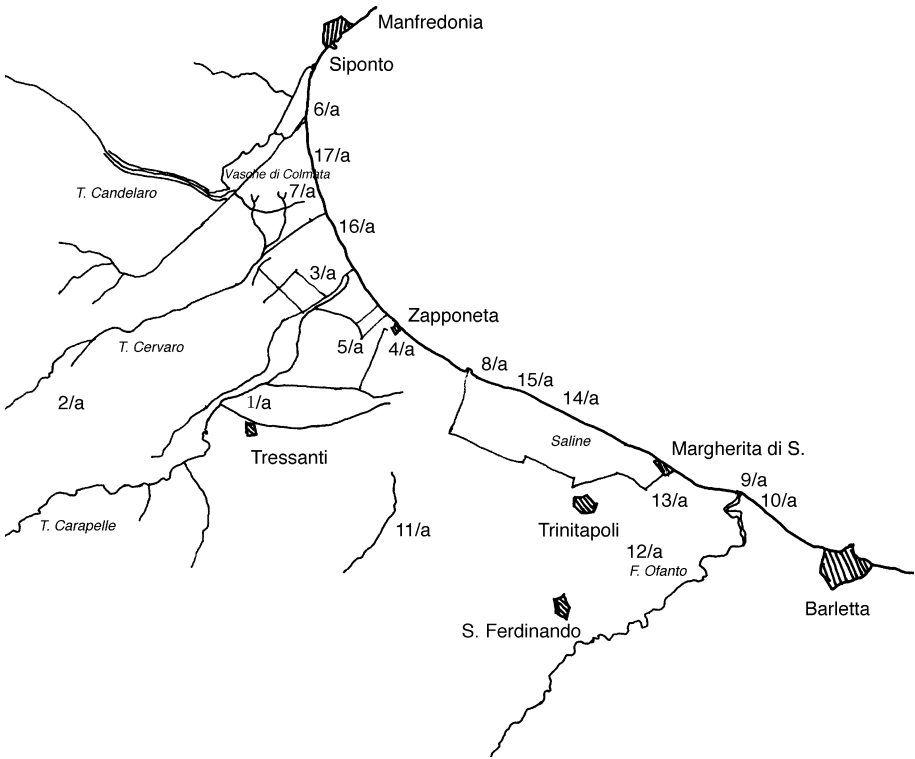 Manfredonia
Siponto
6/a
17/a
Vasche di Colmata
T. Candelaro
7/a
16/a
3/a
Zapponeta
T. Cervaro
5/a
4/a
8/a
15/a
14/a
2/a
1/a
Saline
Margherita di S.
Tressanti
9/a
13/a
10/a
T. Carapelle
11/a
Trinitapoli
12/a
F. Ofanto
Barletta
S. Ferdinando